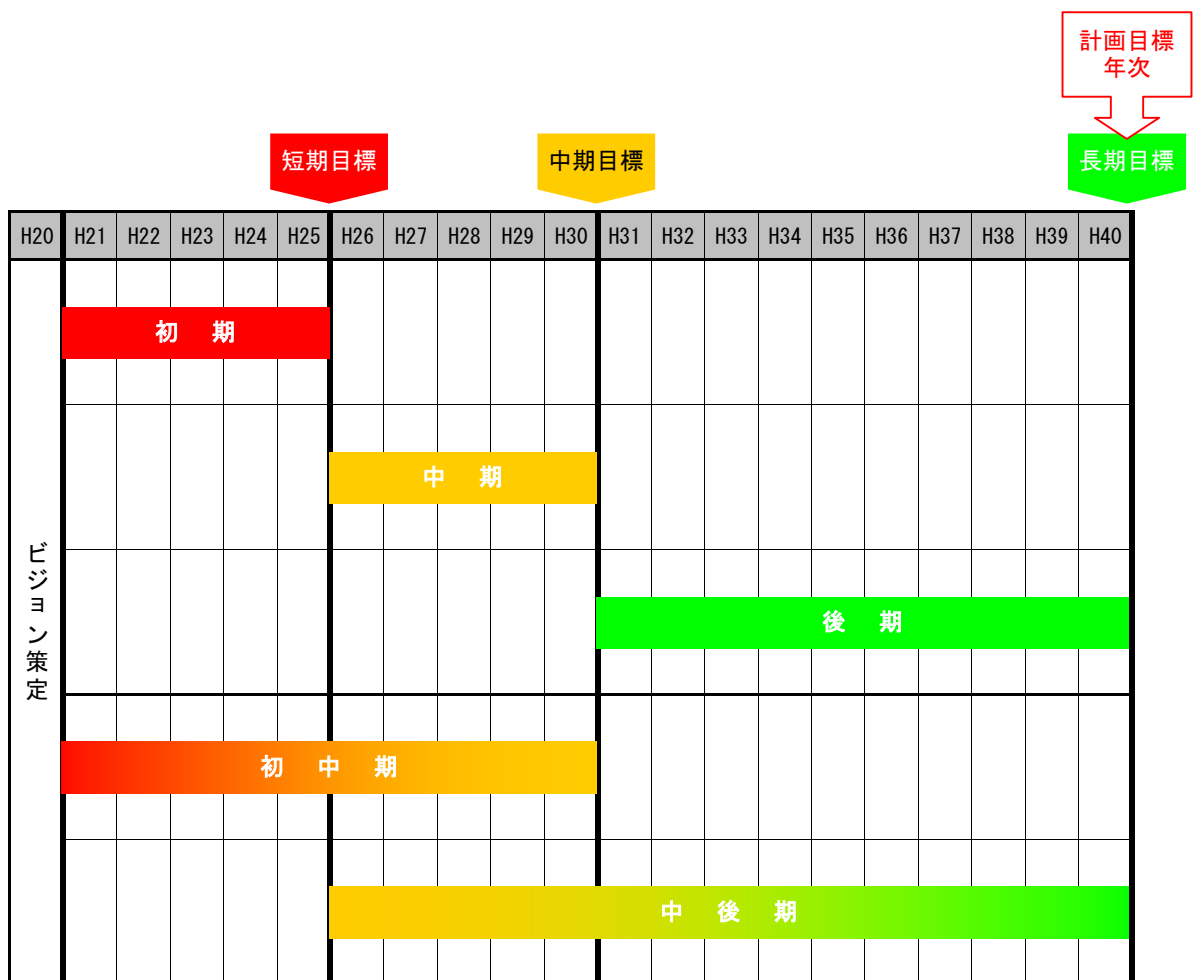 計画目標
年次
短期目標
中期目標
長期目標
H20 H21 H22 H23 H24 H25 H26 H27 H28 H29 H30 H31 H32 H33 H34 H35 H36 H37 H38 H39 H40
初　期
中　期
ビジョン策定
後　期
初　中　期
中　後　期